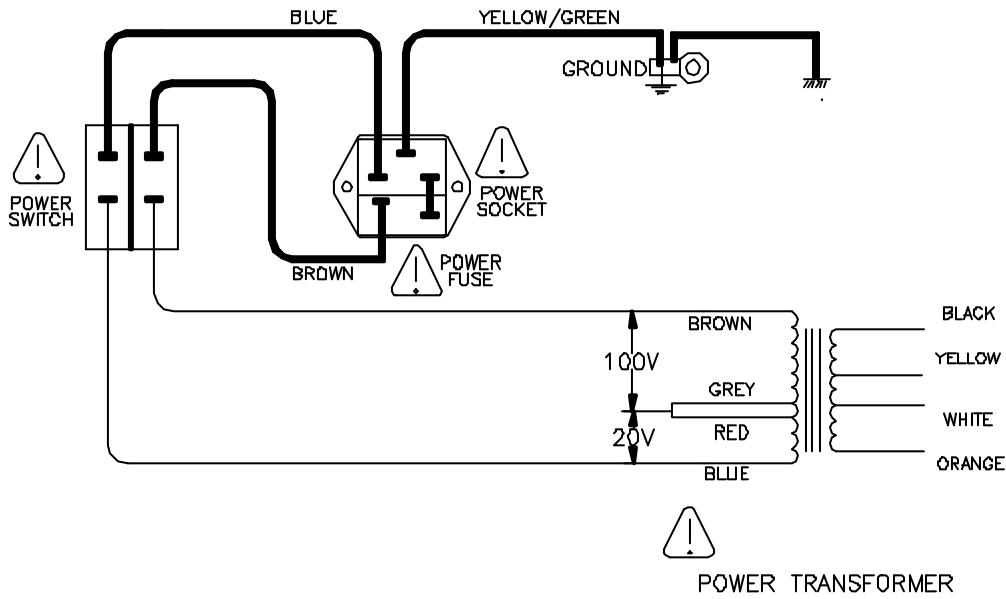 BLUE
YELLOW/GREEN
GROUND
POWER
SWITCH
POWER
SOCKET
BROWN
POWER
FUSE
BROWN
BLACK
100V
YELLOW
GREY
20V
RED
WHITE
BLUE
ORANGE
POWER TRANSFORMER